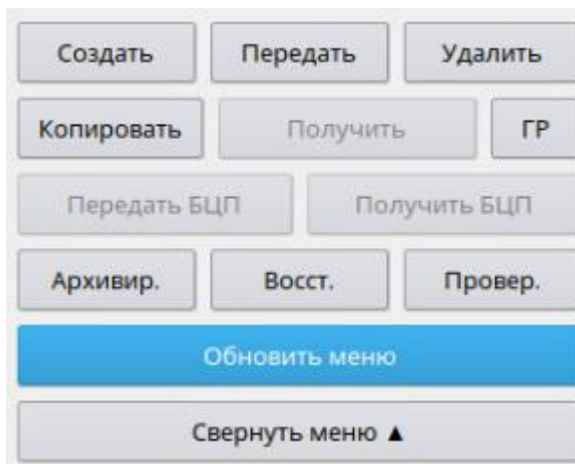 Создать Передать Удалить
Копировать Получить ГР
Передать БЦП Получить БЦП
Архивир. Восст. Провер.
Обновить меню
Свернуть меню ▲